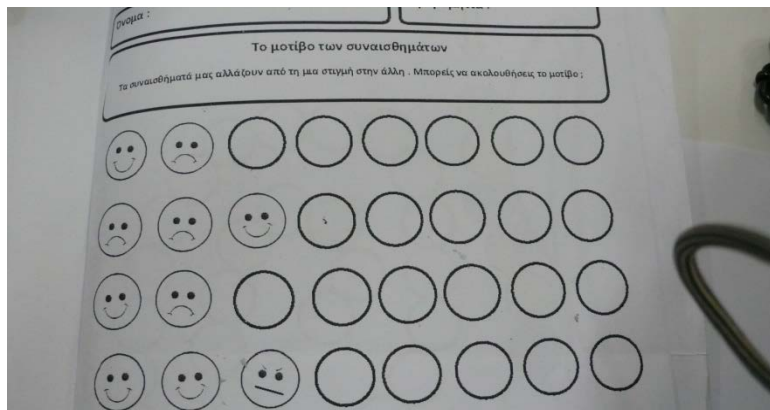 Όνομα :
Το μοτίβο των συναισθημάτων
Τα συναισθήματά μας αλλάζουν από τη μια στιγμή στην άλλη . Μπορείς να ακολουθήσεις το μοτίβο ;